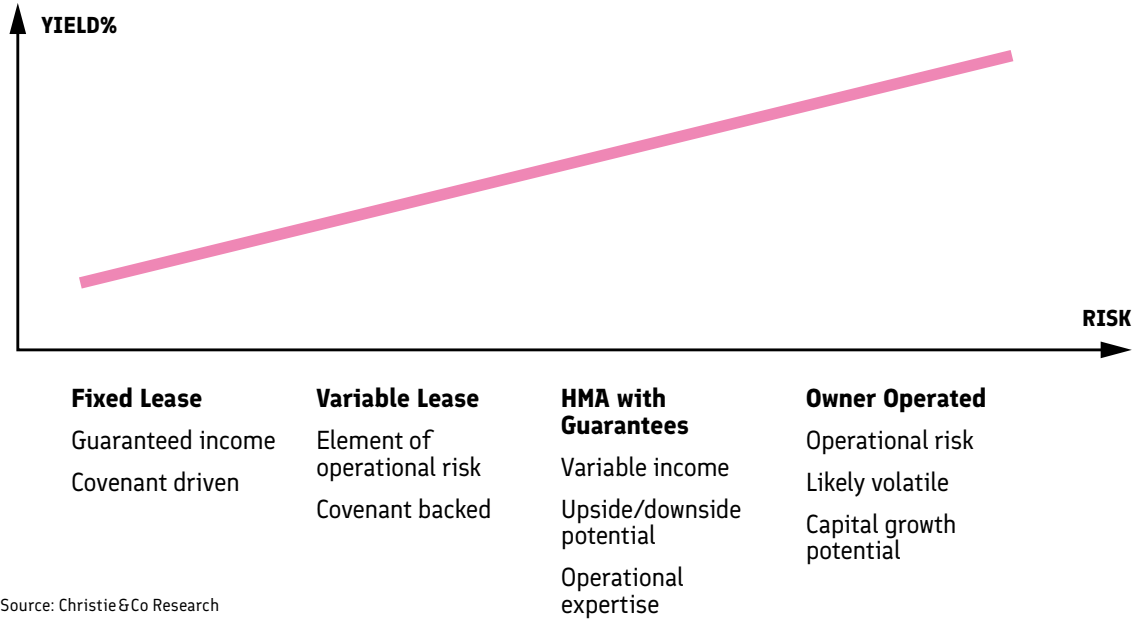 YIELD%
RISK
Fixed Lease
Guaranteed income
Covenant driven
Variable Lease
Element of
operational risk
Covenant backed
HMA with
Guarantees
Variable income
Upside/downside
potential
Operational
expertise
Owner Operated
Operational risk
Likely volatile
Capital growth
potential
Source: Christie & Co Research